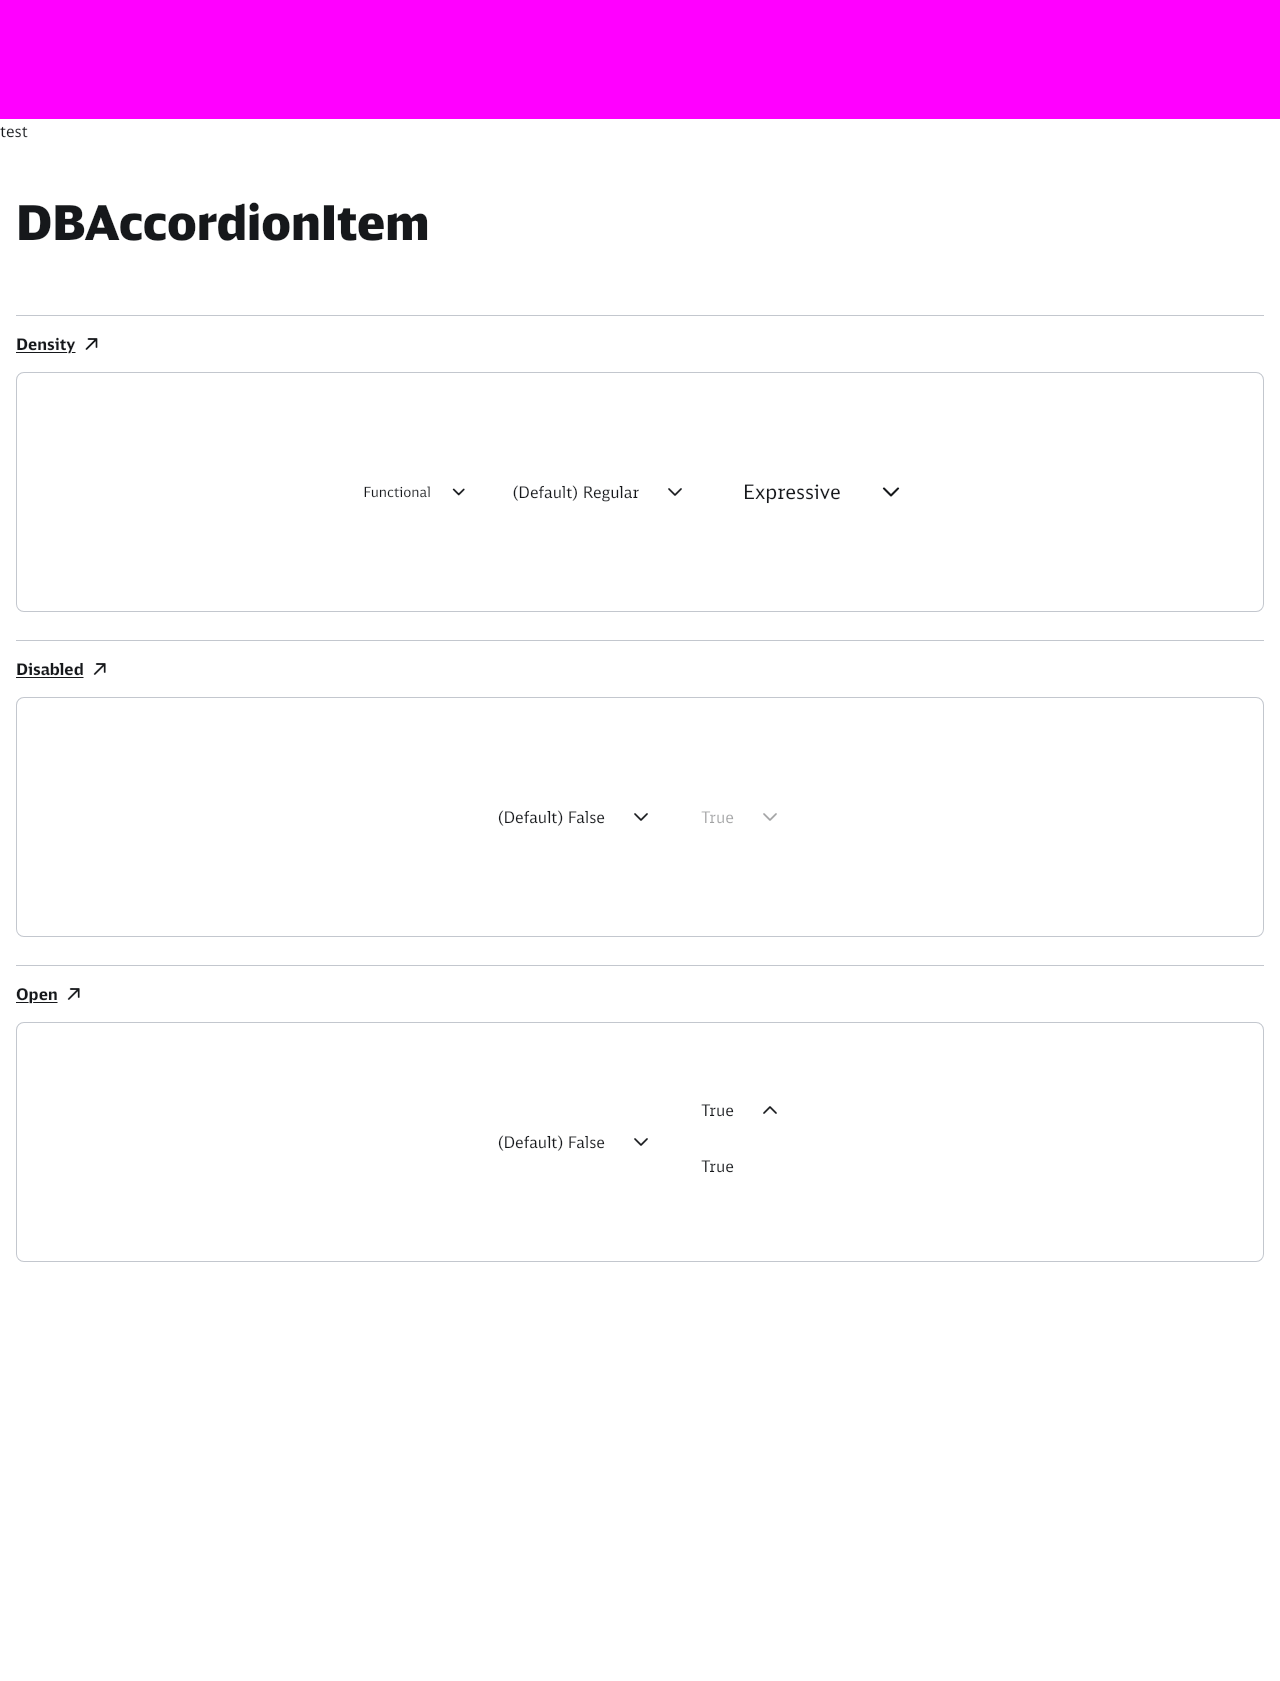 test
DBAccordionItem
Density
Functional
(Default) Regular
Expressive
Disabled
(Default) False
True
Open
(Default) False
True
True